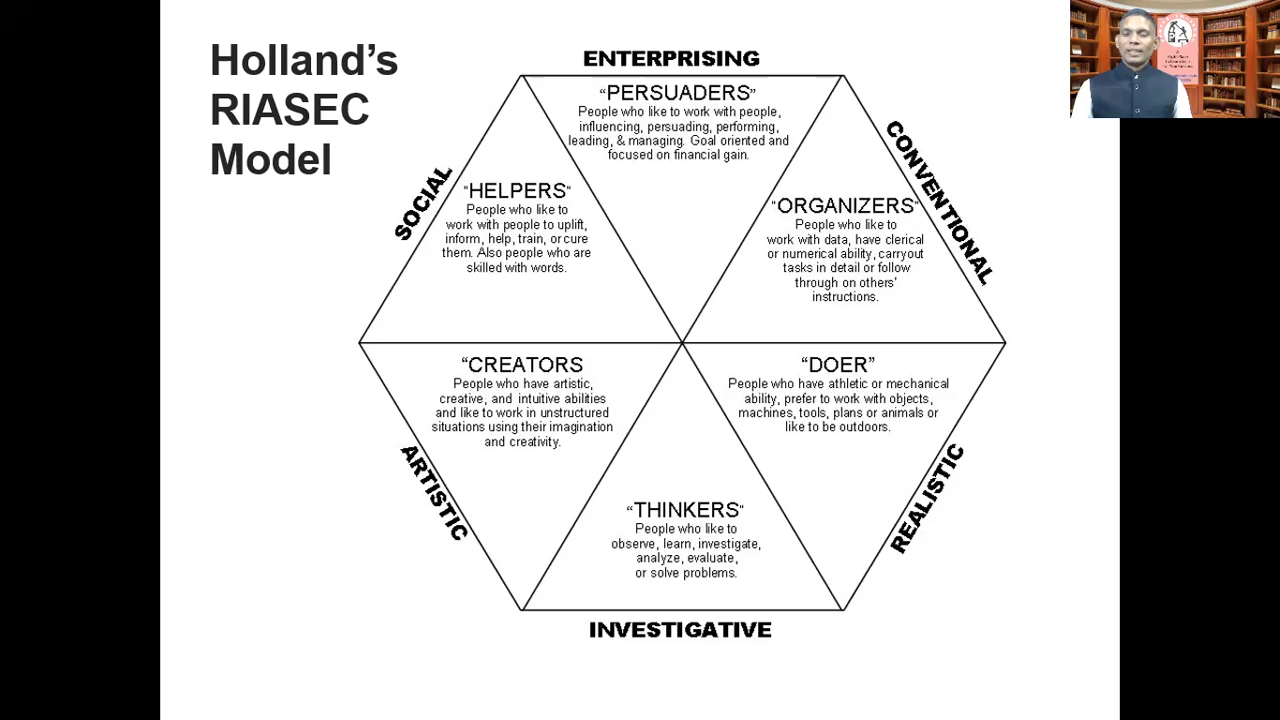 Holland's
RIASEC
Model
ENTERPRISING
"PERSUADERS"
People who like to work with people,
influencing, persuading, performing,
leading, & managing. Goal oriented and
focused on financial gain.
SOCIAL
"HELPERS"
People who like to
work with people to uplift,
inform, help, train, or cure
them. Also people who are
skilled with words.
CONVENTIONAL
"ORGANIZERS"
People who like to
work with data, have clerical
or numerical ability, carryout
tasks in detail or follow
through on others'
instructions.
ARTISTIC
"CREATORS
People who have artistic,
creative, and intuitive abilities
and like to work in unstructured
situations using their imagination
and creativity.
"DOER"
People who have athletic or mechanical
ability, prefer to work with objects,
machines, tools, plans or animals or
like to be outdoors.
REALISTIC
"THINKERS"
People who like to
observe, learn, investigate,
analyze, evaluate,
or solve problems.
INVESTIGATIVE